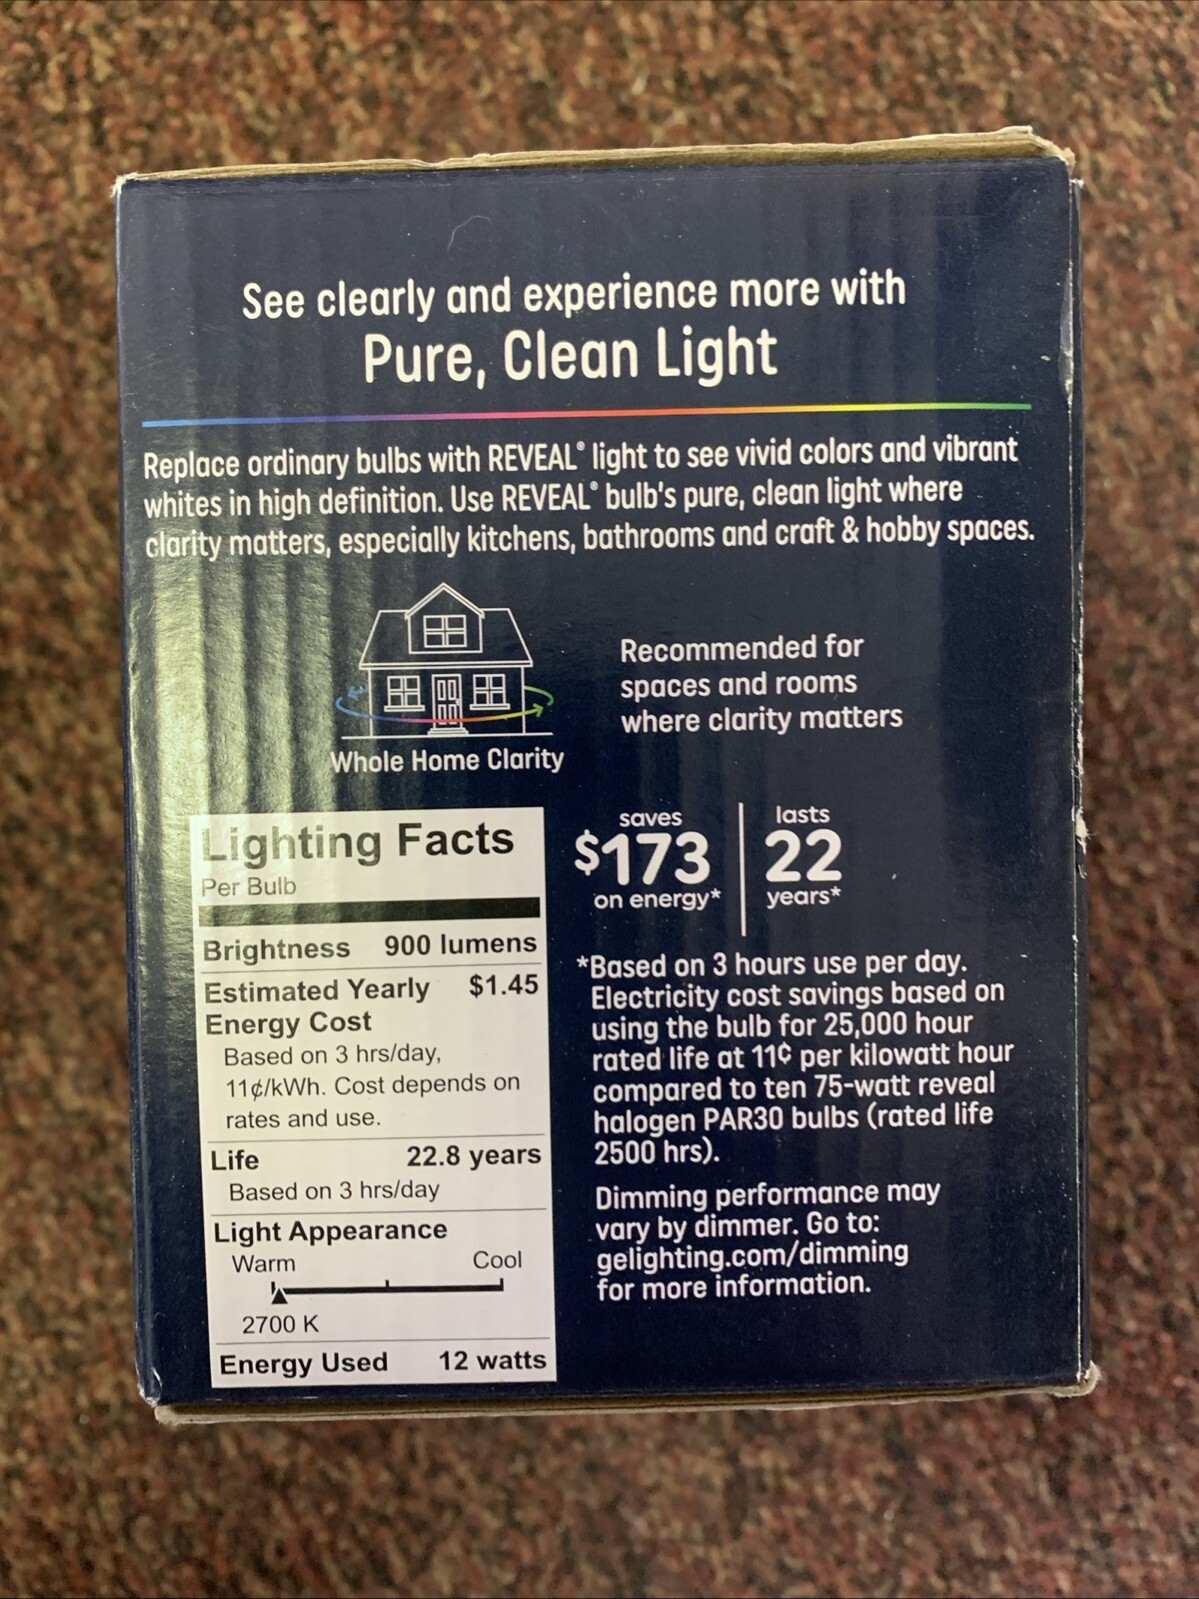 See clearly and experience more with
Pure, Clean Light
Replace ordinary bulbs with REVEAL® light to see vivid colors and vibrant
whites in high definition. Use REVEAL® bulb's pure, clean light where
clarity matters, especially kitchens, bathrooms and craft & hobby spaces.
Whole Home Clarity
Recommended for
spaces and rooms
where clarity matters
Lighting Facts
Per Bulb
Brightness 900 lumens
Estimated Yearly $1.45
Energy Cost
Based on 3 hrs/day,
11¢/kWh. Cost depends on
rates and use.
Life 22.8 years
Based on 3 hrs/day
Light Appearance
Warm Cool
2700 K
Energy Used 12 watts
saves
$173
on energy*
lasts
22
years*
*Based on 3 hours use per day.
Electricity cost savings based on
using the bulb for 25,000 hour
rated life at 11¢ per kilowatt hour
compared to ten 75-watt reveal
halogen PAR30 bulbs (rated life
2500 hrs).
Dimming performance may
vary by dimmer. Go to:
gelighting.com/dimming
for more information.